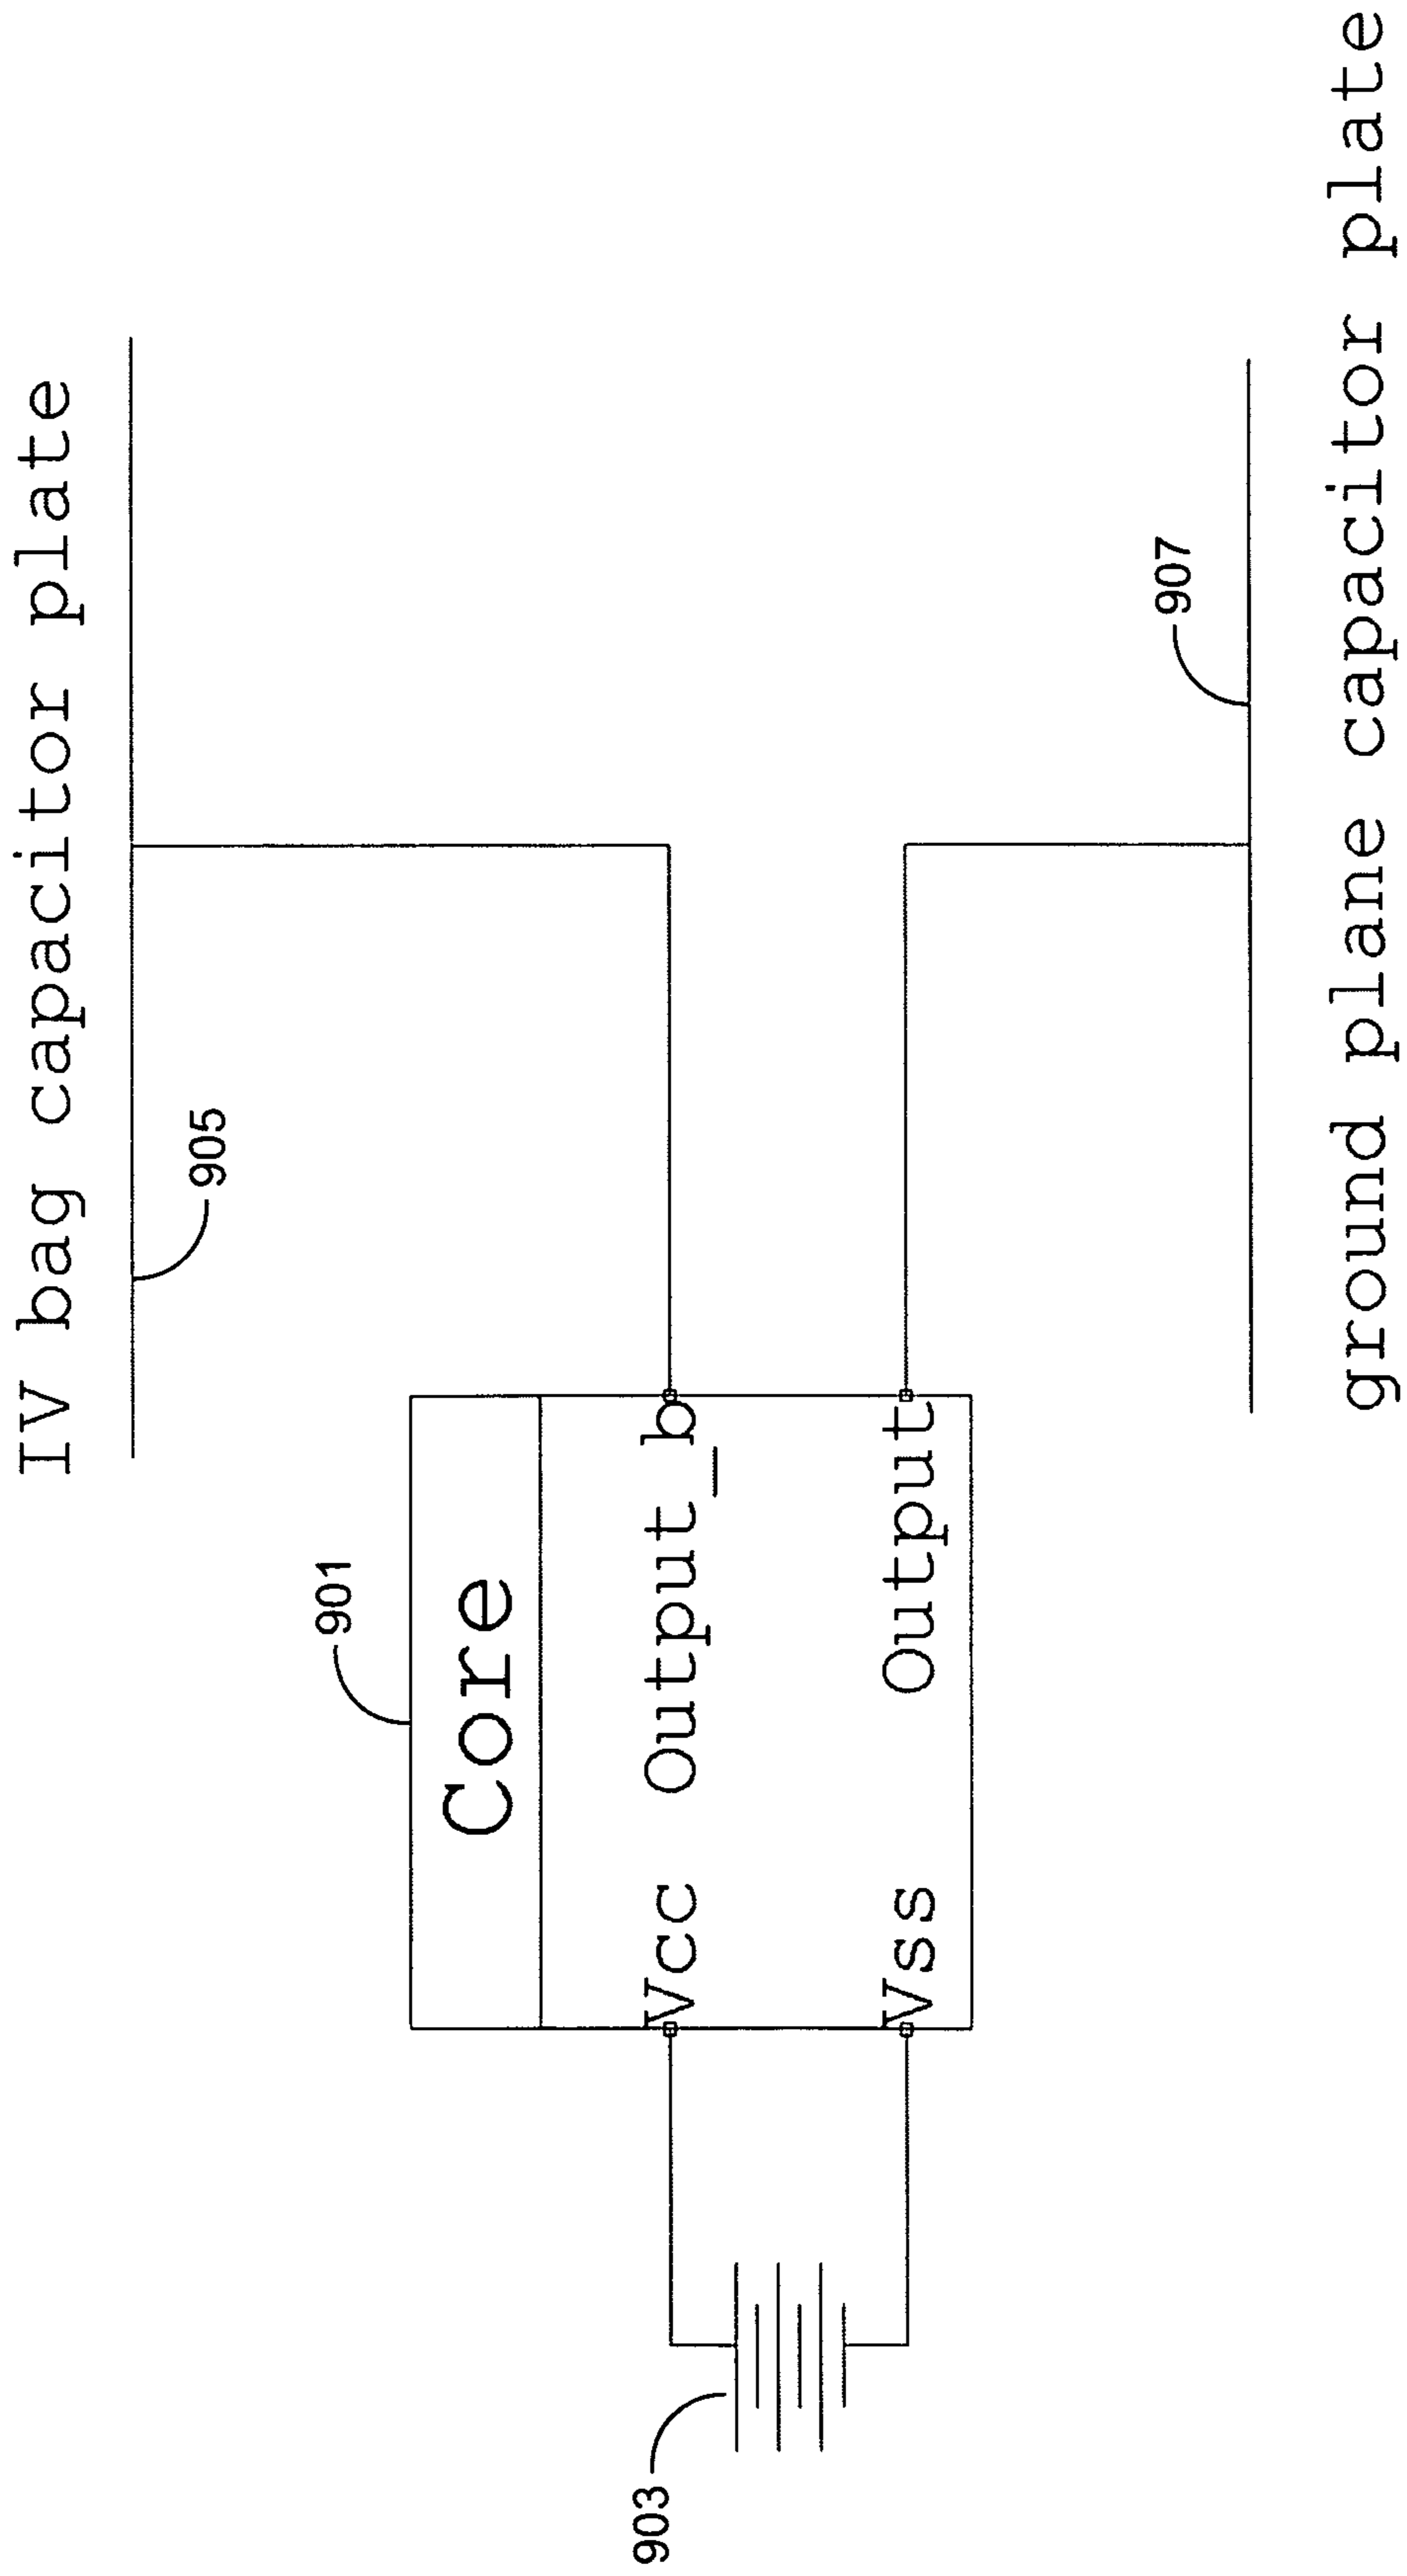 IV bag capacitor plate
905
901
Core
Vcc Output_b
Vss Output
903
907
ground plane capacitor plate